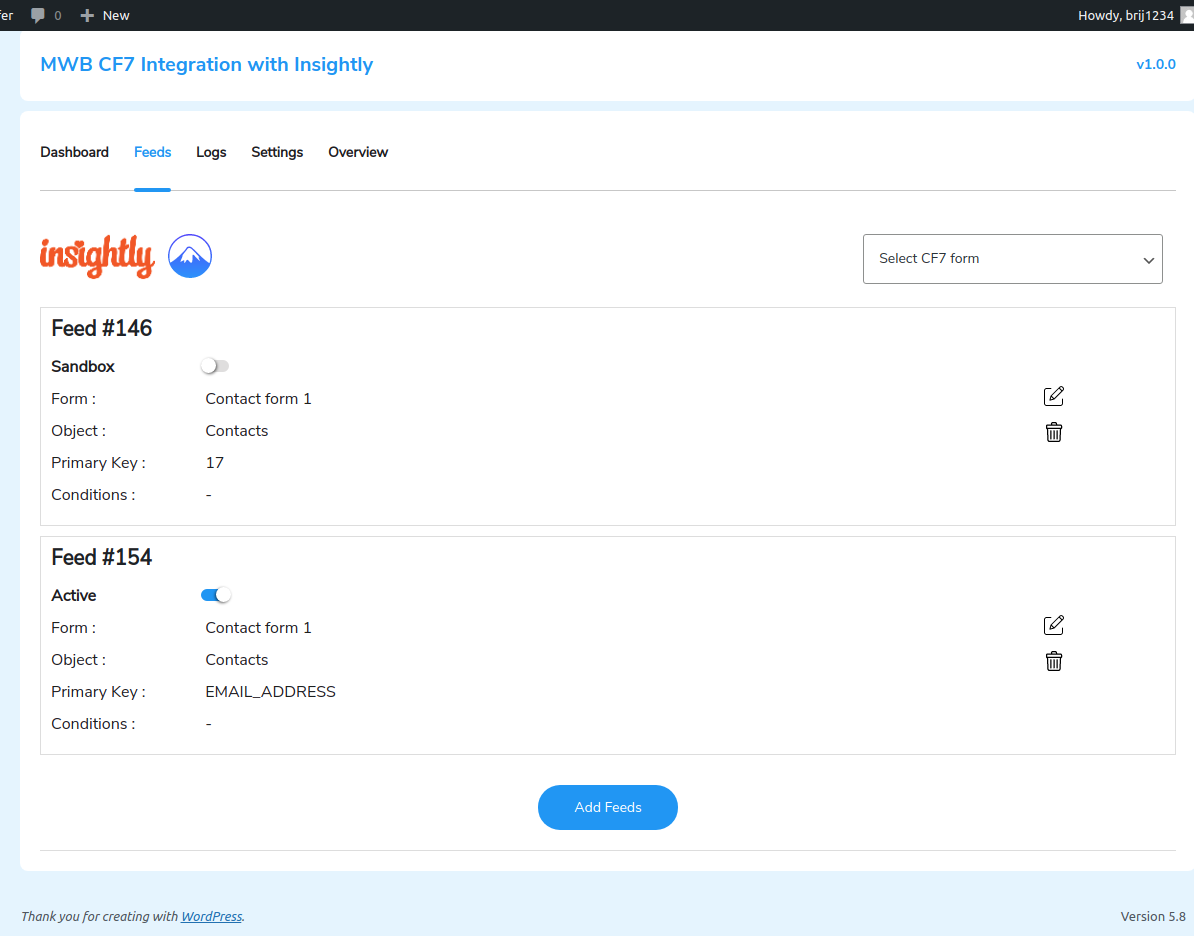 er 0 New Howdy, brij1234
MWB CF7 Integration with Insightly v1.0.0
Dashboard Feeds Logs Settings Overview
insightly Select CF7 form
Feed #146
Sandbox
Form : Contact form 1
Object : Contacts
Primary Key : 17
Conditions : -
Feed #154
Active
Form : Contact form 1
Object : Contacts
Primary Key : EMAIL_ADDRESS
Conditions : -
Add Feeds
Thank you for creating with WordPress. Version 5.8